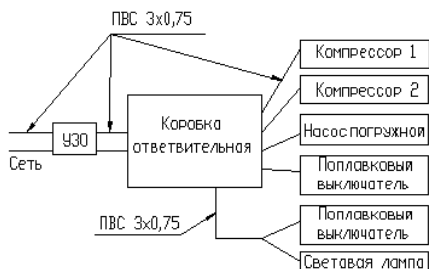 ПВС 3х0,75
Компрессор 1
Компрессор 2
УЗО
Коробка
ответвительная
Насос погружной
Сеть
Поплавковый
выключатель
ПВС 3х0,75
Поплавковый
выключатель
Световая лампа